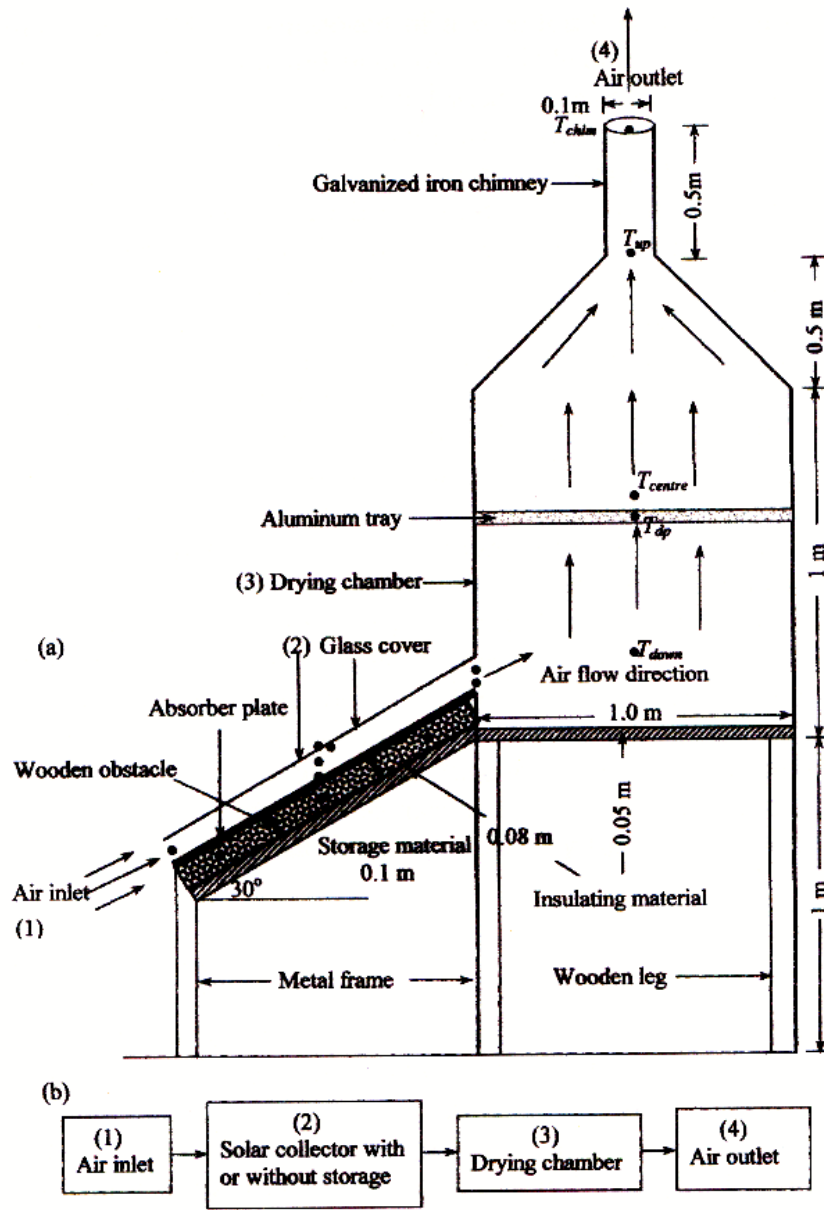 (4)
Air outlet
0.1m
T_chim
Galvanized iron chimney
0.5m
T_up
0.5 m
T_centre
Aluminum tray
T_dp
1 m
(3) Drying chamber
(a)
(2) Glass cover
T_down
Air flow direction
Absorber plate
1.0 m
Wooden obstacle
0.05 m
Storage material
0.08 m
0.1 m
Air inlet
30°
Insulating material
(1)
1 m
Metal frame
Wooden leg
(b)
(1)
Air inlet
(2)
Solar collector with
or without storage
(3)
Drying chamber
(4)
Air outlet